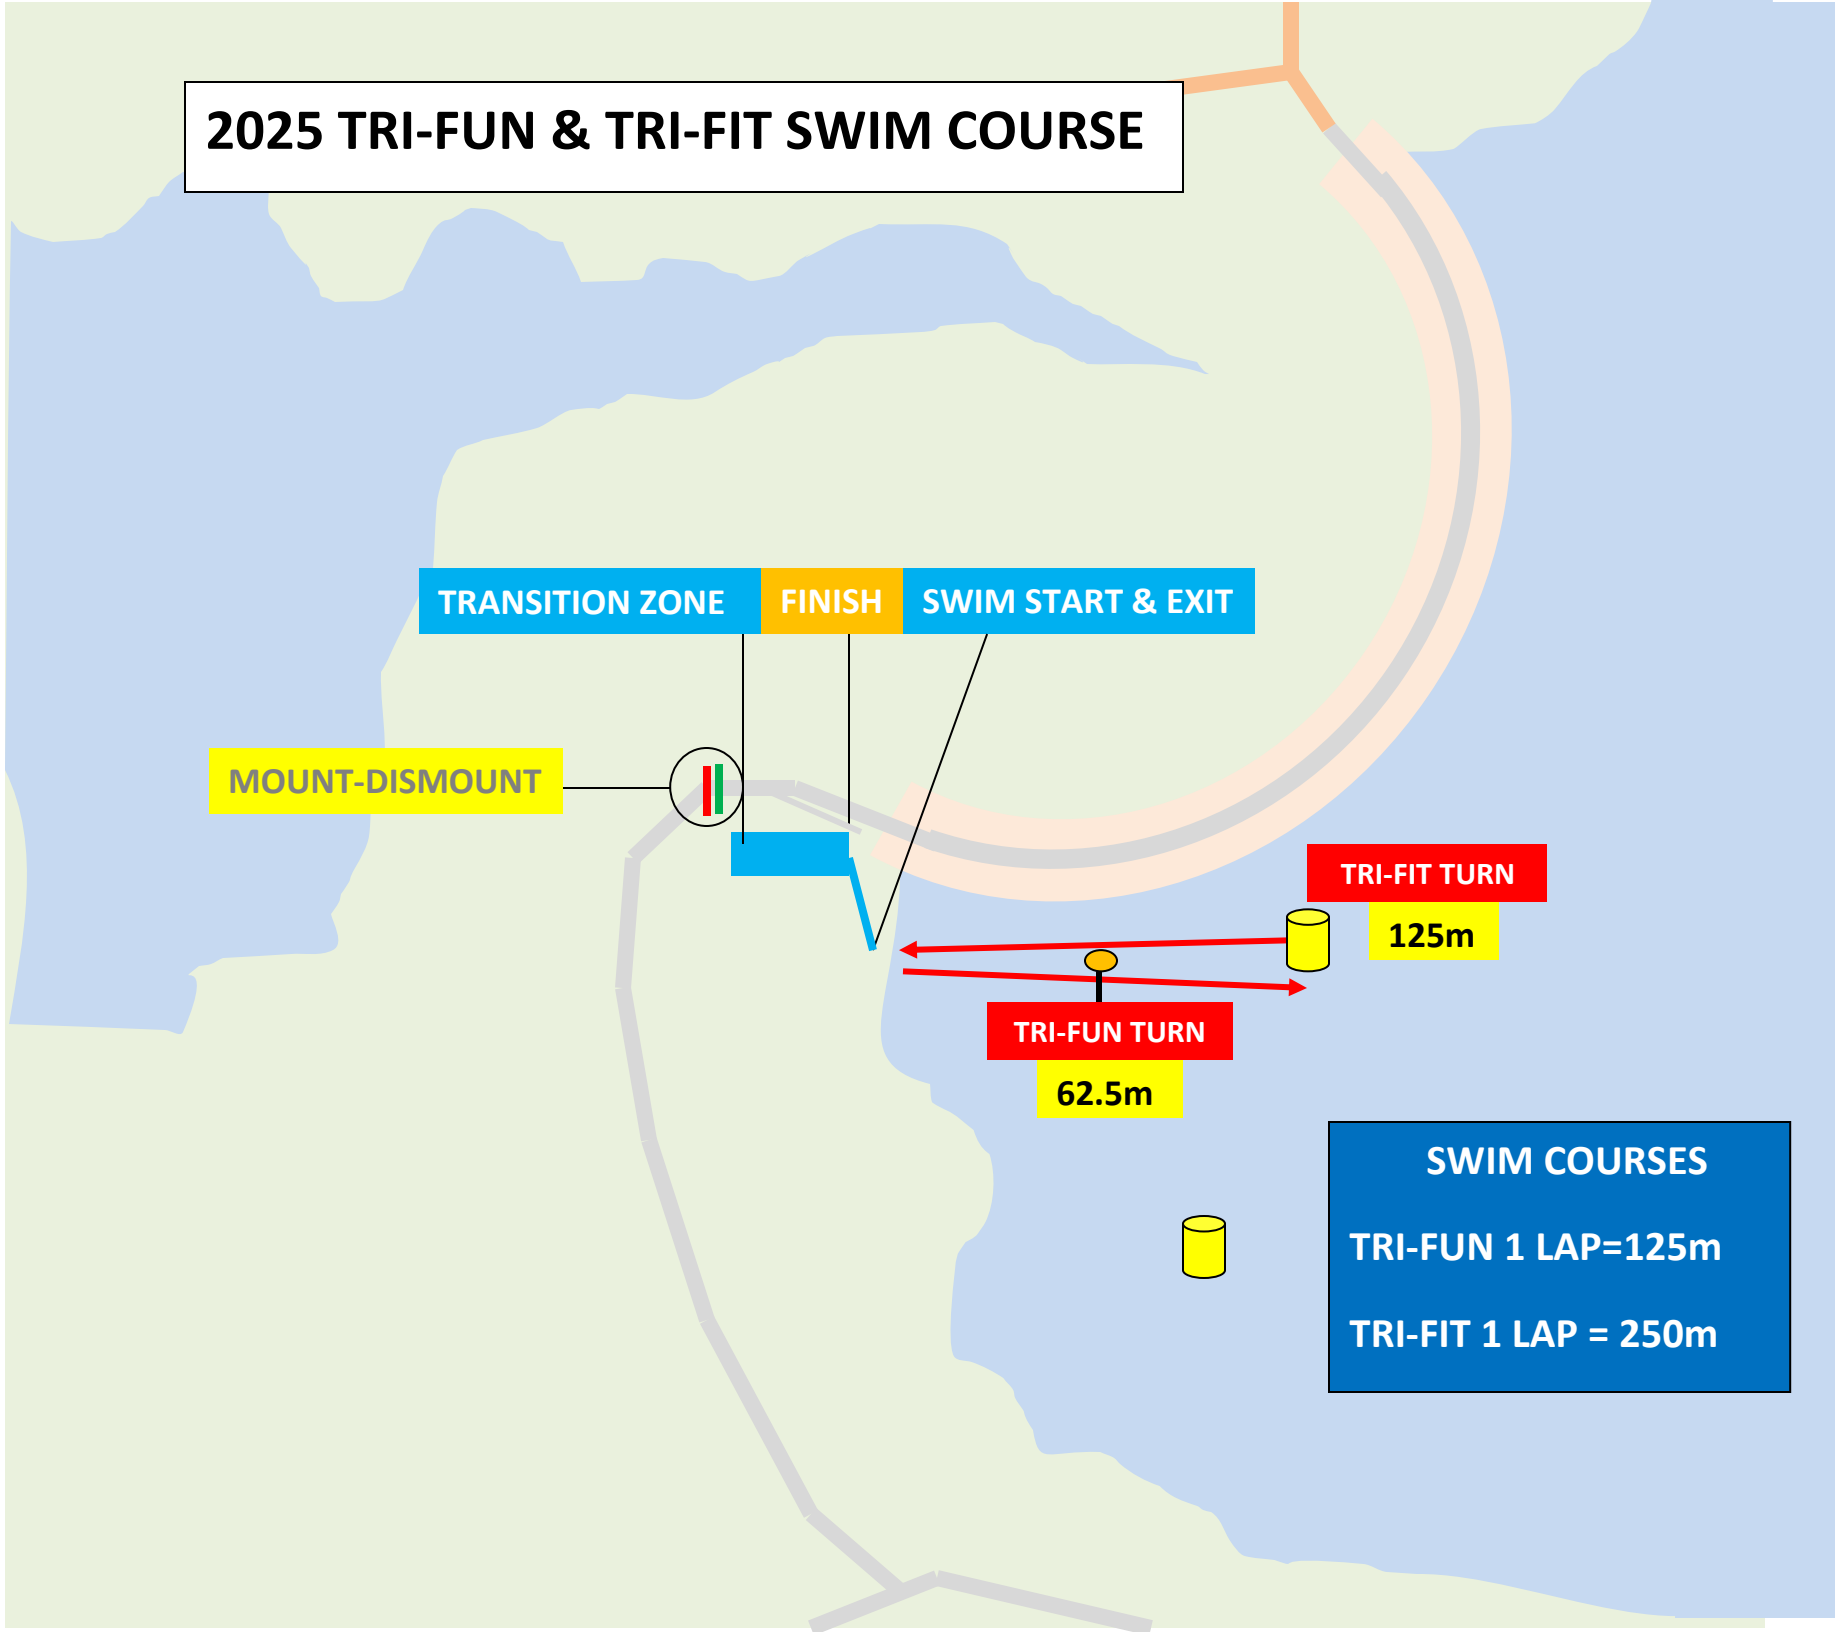 2025 TRI-FUN & TRI-FIT SWIM COURSE
TRANSITION ZONE
FINISH
SWIM START & EXIT
MOUNT-DISMOUNT
TRI-FIT TURN
125m
TRI-FUN TURN
62.5m
SWIM COURSES
TRI-FUN 1 LAP=125m
TRI-FIT 1 LAP = 250m